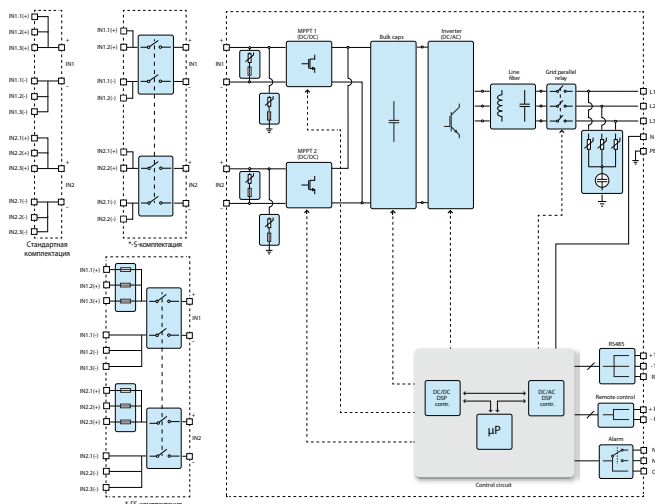 IN1.1(+)
IN1.2(+)
IN1.3(+)
IN1.1(-)
IN1.2(-)
IN1.3(-)
IN2.1(+)
IN2.2(+)
IN2.3(+)
IN2.1(-)
IN2.2(-)
IN2.3(-)
+
IN1
–
+
IN2
–
Стандартная
комплектация
IN1.1(+)
IN1.2(+)
IN1.1(-)
IN1.2(-)
IN2.1(+)
IN2.2(+)
IN2.1(-)
IN2.2(-)
+
IN1
–
+
IN2
–
*-S-комплектация
IN1.1(+)
IN1.2(+)
IN1.3(+)
IN1.1(-)
IN1.2(-)
IN1.3(-)
IN2.1(+)
IN2.2(+)
IN2.3(+)
IN2.1(-)
IN2.2(-)
IN2.3(-)
+
IN1
–
+
IN2
–
+
IN1
–
+
IN2
–
MPPT 1
(DC/DC)
MPPT 2
(DC/DC)
Bulk caps
Inverter
(DC/AC)
Line
filter
Grid parallel
relay
L1
N
Control circuit
DC/DC
DSP
contr.
DC/AC
DSP
contr.
μP
RS485
Remote control
Alarm